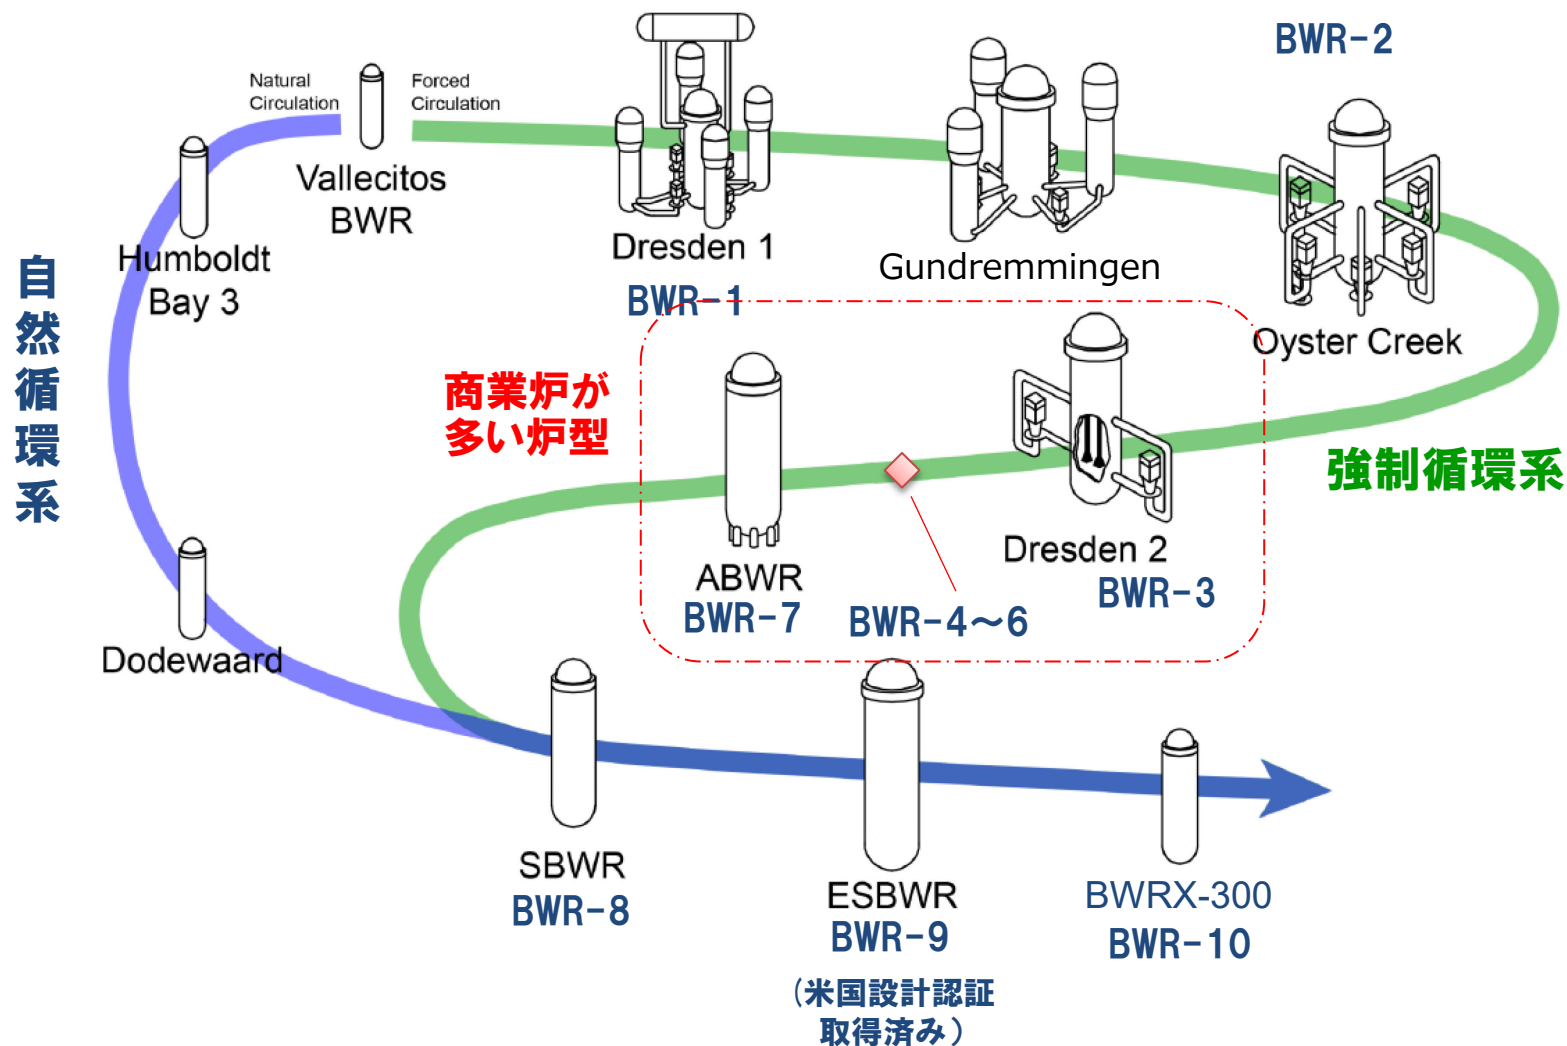 BWR-2
Natural
Circulation
Forced
Circulation
Vallecitos
BWR
Humboldt
Bay 3
Dresden 1
BWR-1
Gundremmingen
Oyster Creek
自然循環系
商業炉が
多い炉型
強制循環系
Dresden 2
BWR-3
ABWR
BWR-7
BWR-4～6
Dodewaard
SBWR
BWR-8
ESBWR
BWR-9
（米国設計認証
取得済み）
BWRX-300
BWR-10